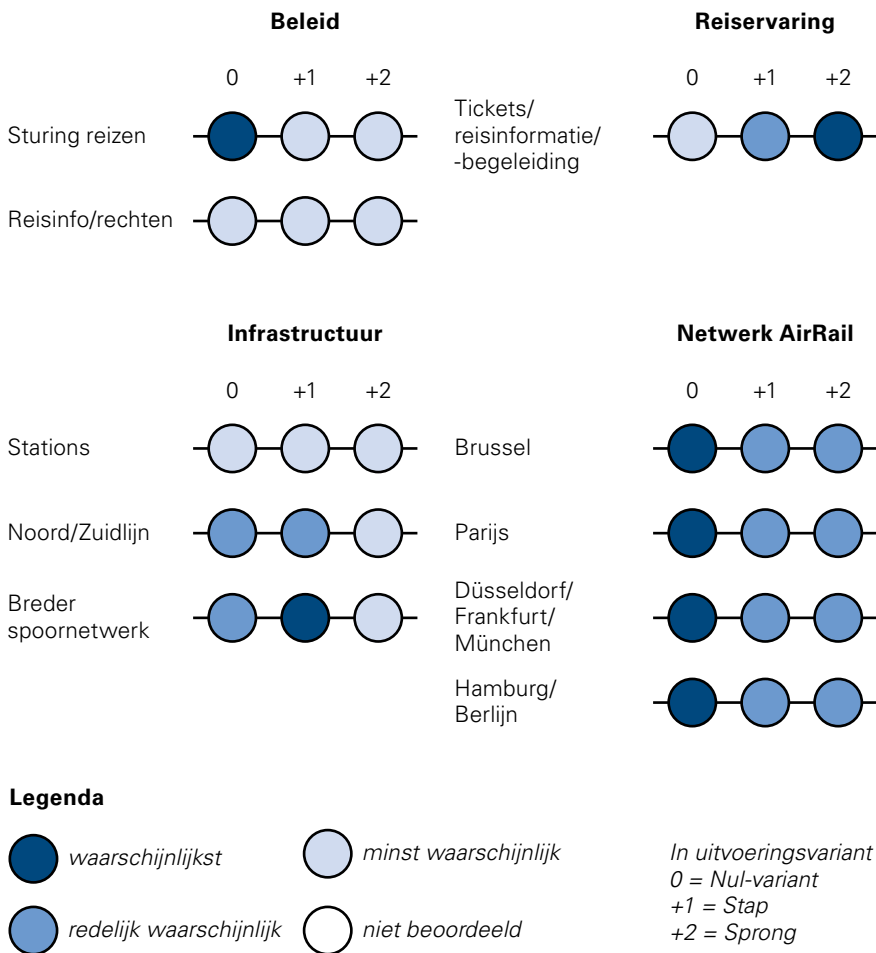 Beleid
0 +1 +2
Sturing reizen
Reisinfo/rechten
Reiservaring
0 +1 +2
Tickets/
reisinformatie/
-begeleiding
Infrastructuur
0 +1 +2
Stations
Noord/Zuidlijn
Breder
spoornetwerk
Netwerk AirRail
0 +1 +2
Brussel
Parijs
Düsseldorf/
Frankfurt/
München
Hamburg/
Berlijn
Legenda
waarschijnlijkst
redelijk waarschijnlijk
minst waarschijnlijk
niet beoordeeld
In uitvoeringsvariant
0 = Nul-variant
+1 = Stap
+2 = Sprong